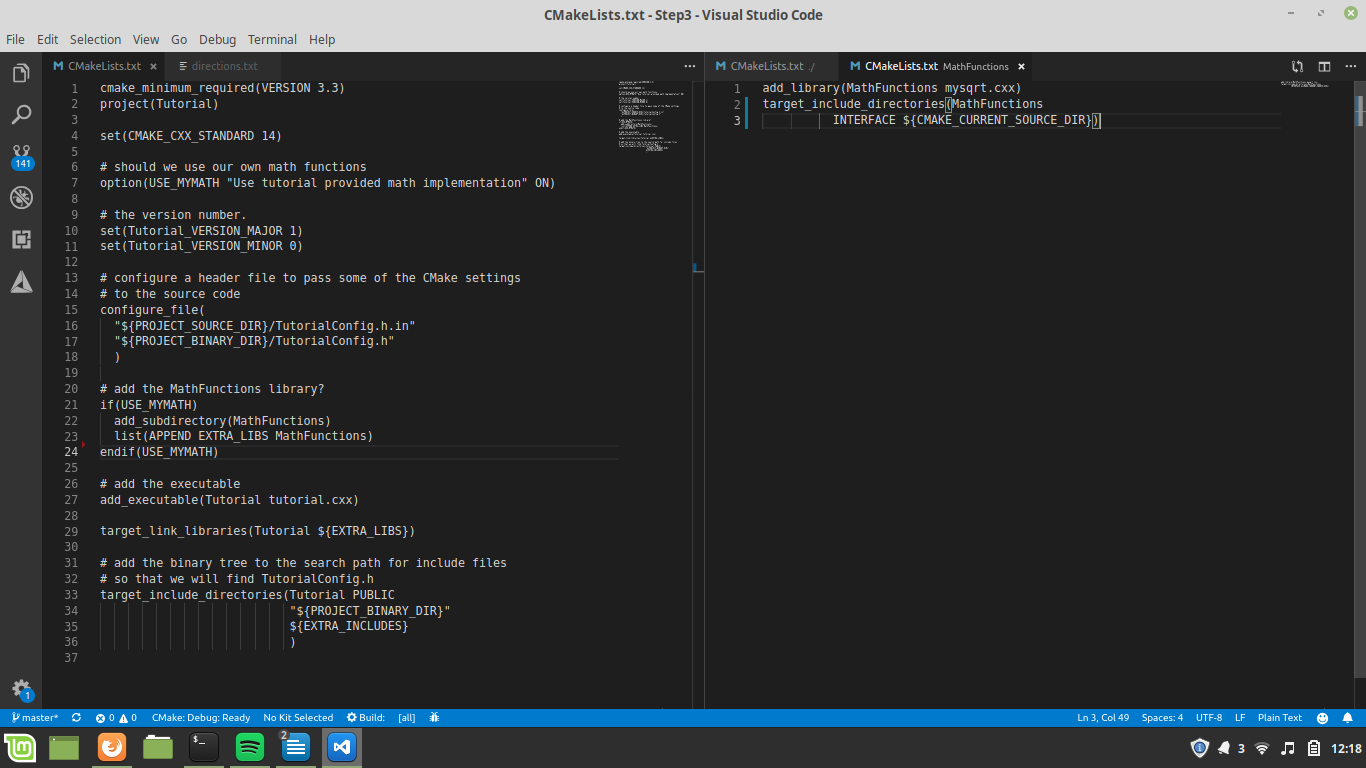 CMakeLists.txt - Step3 - Visual Studio Code
File Edit Selection View Go Debug Terminal Help
CMakeLists.txt × directions.txt ···
1 cmake_minimum_required(VERSION 3.3)
2 project(Tutorial)
3
4 set(CMAKE_CXX_STANDARD 14)
5
6 # should we use our own math functions
7 option(USE_MYMATH "Use tutorial provided math implementation" ON)
8
9 # the version number.
10 set(Tutorial_VERSION_MAJOR 1)
11 set(Tutorial_VERSION_MINOR 0)
12
13 # configure a header file to pass some of the CMake settings
14 # to the source code
15 configure_file(
16 "${PROJECT_SOURCE_DIR}/TutorialConfig.h.in"
17 "${PROJECT_BINARY_DIR}/TutorialConfig.h"
18 )
19
20 # add the MathFunctions library?
21 if(USE_MYMATH)
22 add_subdirectory(MathFunctions)
23 list(APPEND EXTRA_LIBS MathFunctions)
24 endif(USE_MYMATH)
25
26 # add the executable
27 add_executable(Tutorial tutorial.cxx)
28
29 target_link_libraries(Tutorial ${EXTRA_LIBS})
30
31 # add the binary tree to the search path for include files
32 # so that we will find TutorialConfig.h
33 target_include_directories(Tutorial PUBLIC
34 "${PROJECT_BINARY_DIR}"
35 ${EXTRA_INCLUDES}
36 )
37
CMakeLists.txt ./ CMakeLists.txt MathFunctions × ···
1 add_library(MathFunctions mysqrt.cxx)
2 target_include_directories(MathFunctions
3 INTERFACE ${CMAKE_CURRENT_SOURCE_DIR})
141
1
master* 0 0 CMake: Debug: Ready No Kit Selected Build: [all] Ln 3, Col 49 Spaces: 4 UTF-8 LF Plain Text
$_ 2 3 12:18